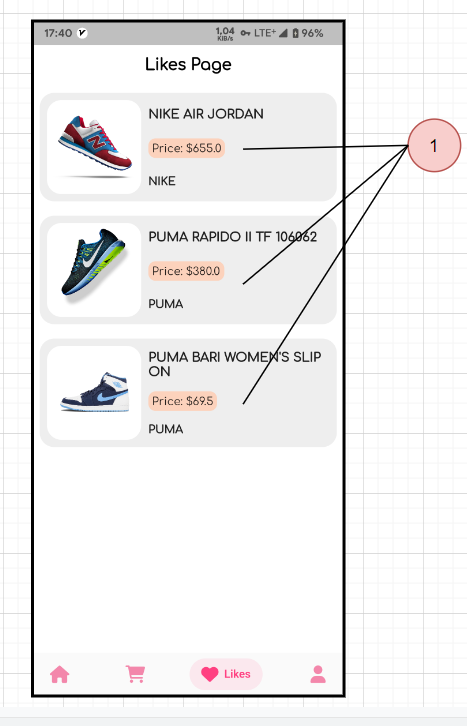 17:40
1,04
KiB/s
LTE+
96%
Likes Page
NIKE AIR JORDAN
Price: $655.0
NIKE
1
PUMA RAPIDO II TF 106062
Price: $380.0
PUMA
PUMA BARI WOMEN'S SLIP
ON
Price: $69.5
PUMA
Likes